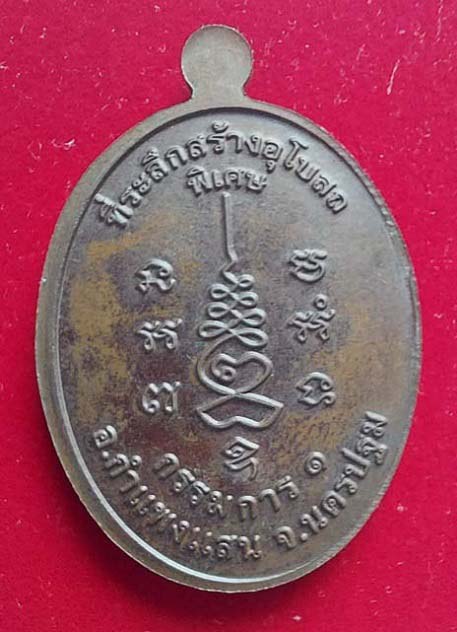 ที่ระลึกสร้างอุโบสถ
พิเศษ
กรรมการ ๑
อ.กำแพงแสน จ.นครปฐม